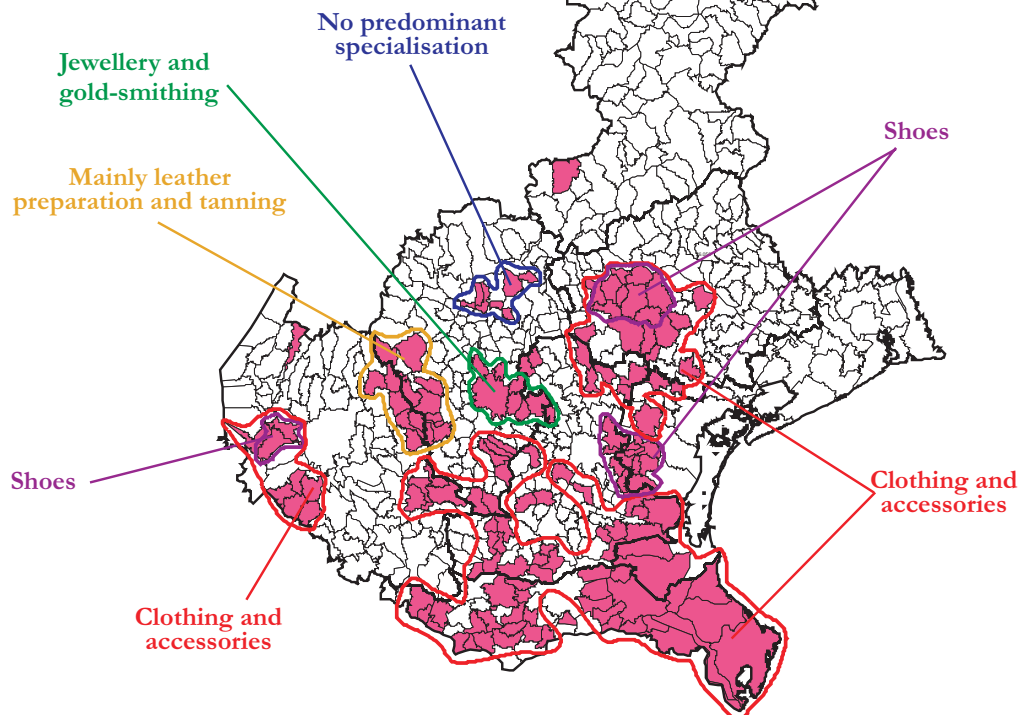 No predominant
specialisation
Jewellery and
gold-smithing
Shoes
Mainly leather
preparation and tanning
Shoes
Clothing and
accessories
Clothing and
accessories